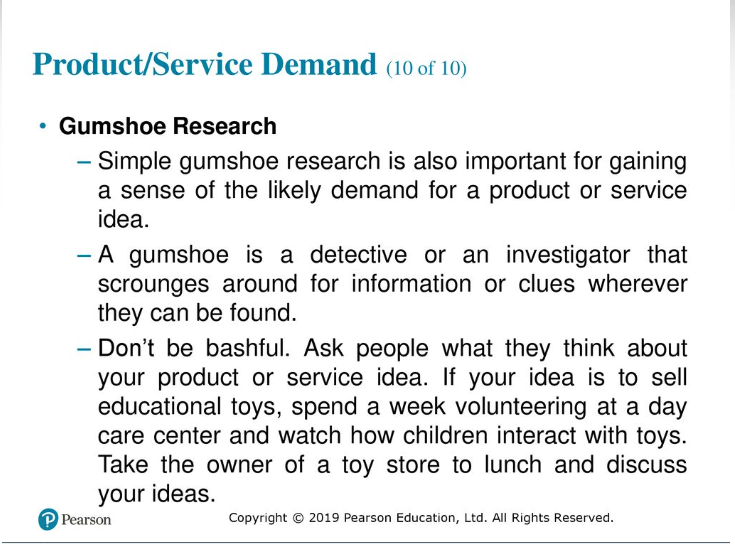 Product/Service Demand (10 of 10)
• Gumshoe Research
– Simple gumshoe research is also important for gaining
a sense of the likely demand for a product or service
idea.
– A gumshoe is a detective or an investigator that
scrounges around for information or clues wherever
they can be found.
– Don't be bashful. Ask people what they think about
your product or service idea. If your idea is to sell
educational toys, spend a week volunteering at a day
care center and watch how children interact with toys.
Take the owner of a toy store to lunch and discuss
your ideas.
P Pearson
Copyright © 2019 Pearson Education, Ltd. All Rights Reserved.